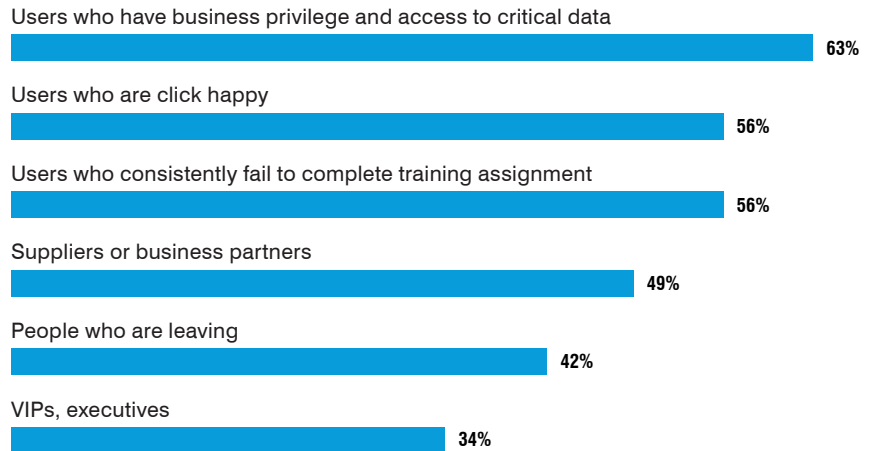 Users who have business privilege and access to critical data
63%
Users who are click happy
56%
Users who consistently fail to complete training assignment
56%
Suppliers or business partners
49%
People who are leaving
42%
VIPs, executives
34%